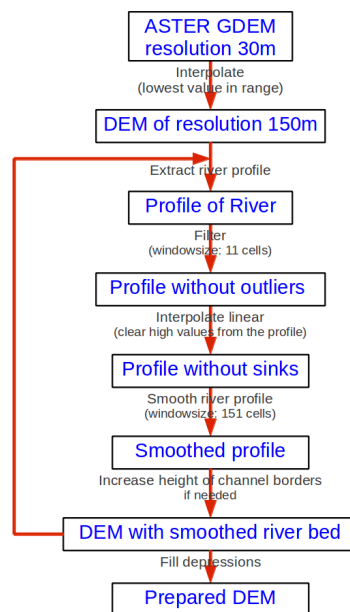 ASTER GDEM
resolution 30m
Interpolate
(lowest value in range)
DEM of resolution 150m
Extract river profile
Profile of River
Filter
(windowsize: 11 cells)
Profile without outliers
Interpolate linear
(clear high values from the profile)
Profile without sinks
Smooth river profile
(windowsize: 151 cells)
Smoothed profile
Increase height of channel borders
if needed
DEM with smoothed river bed
Fill depressions
Prepared DEM